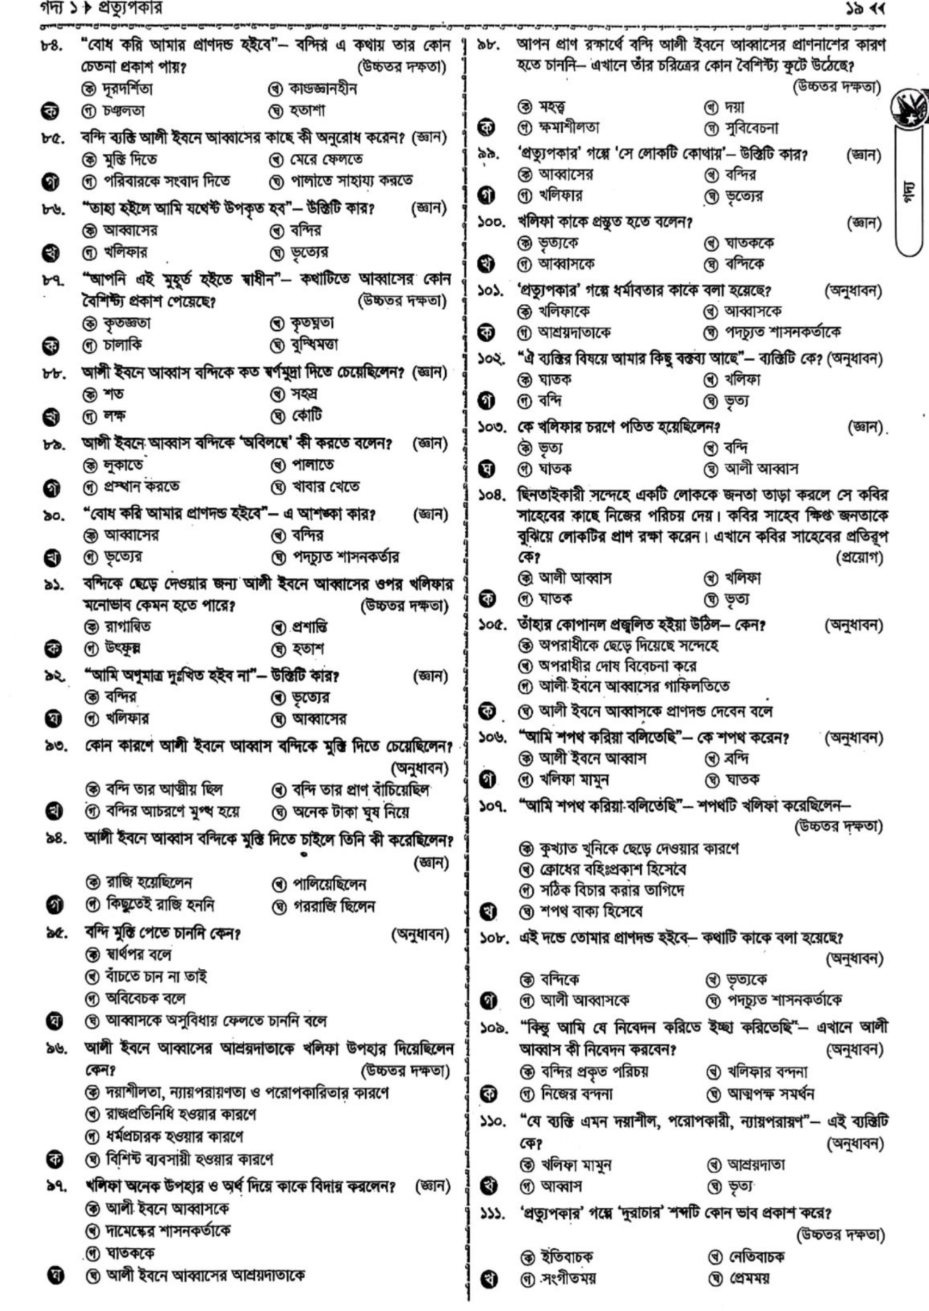 গদ্য ১ ▸ প্রত্যুপকার
১৯ ◂◂
৮৪. “বোধ করি আমার প্রাণদন্ড হইবে”– বন্দির এ কথায় তার কোন
চেতনা প্রকাশ পায়? (উচ্চতর দক্ষতা)
ⓚ দূরদর্শিতা ⓚ কাণ্ডজ্ঞানহীন
ক গ চঞ্চলতা ঘ হতাশা
৮৫. বন্দি ব্যক্তি আলী ইবনে আব্বাসের কাছে কী অনুরোধ করেন? (জ্ঞান)
ক মুক্তি দিতে খ মেরে ফেলতে
গ গ পরিবারকে সংবাদ দিতে ঘ পালাতে সাহায্য করতে
৮৬. “তাহা হইলে আমি যথেষ্ট উপকৃত হব”– উক্তিটি কার? (জ্ঞান)
ক আব্বাসের খ বন্দির
খ গ খলিফার ঘ ভৃত্যের
৮৭. “আপনি এই মুহূর্ত হইতে স্বাধীন”– কথাটিতে আব্বাসের কোন
বৈশিষ্ট্য প্রকাশ পেয়েছে? (উচ্চতর দক্ষতা)
ক কৃতজ্ঞতা খ কৃতঘ্নতা
ক গ চালাকি ঘ বুদ্ধিমত্তা
৮৮. আলী ইবনে আব্বাস বন্দিকে কত স্বর্ণমুদ্রা দিতে চেয়েছিলেন? (জ্ঞান)
ক শত খ সহস্র
খ গ লক্ষ ঘ কোটি
৮৯. আলী ইবনে আব্বাস বন্দিকে ‘অবিলম্বে’ কী করতে বলেন? (জ্ঞান)
ক লুকাতে খ পালাতে
গ গ প্রস্থান করতে ঘ খাবার খেতে
৯০. “বোধ করি আমার প্রাণদন্ড হইবে”– এ আশঙ্কা কার? (জ্ঞান)
ক আব্বাসের খ বন্দির
খ গ ভৃত্যের ঘ পদচ্যুত শাসনকর্তার
৯১. বন্দিকে ছেড়ে দেওয়ার জন্য আলী ইবনে আব্বাসের ওপর খলিফার
মনোভাব কেমন হতে পারে? (উচ্চতর দক্ষতা)
ক রাগান্বিত খ প্রশান্তি
ক গ উৎফুল্ল ঘ হতাশ
৯২. “আমি অণুমাত্র দুঃখিত হইব না”– উক্তিটি কার? (জ্ঞান)
ক বন্দির খ ভৃত্যের
ঘ গ খলিফার ঘ আব্বাসের
৯৩. কোন কারণে আলী ইবনে আব্বাস বন্দিকে মুক্তি দিতে চেয়েছিলেন?
(অনুধাবন)
ক বন্দি তার আত্মীয় ছিল খ বন্দি তার প্রাণ বাঁচিয়েছিল
খ গ বন্দির আচরণে মুগ্ধ হয়ে ঘ অনেক টাকা ঘুষ নিয়ে
৯৪. আলী ইবনে আব্বাস বন্দিকে মুক্তি দিতে চাইলে তিনি কী করেছিলেন?
(জ্ঞান)
ক রাজি হয়েছিলেন খ পালিয়েছিলেন
গ গ কিছুতেই রাজি হননি ঘ গররাজি ছিলেন
৯৫. বন্দি মুক্তি পেতে চাননি কেন? (অনুধাবন)
ক স্বার্থপর বলে
খ বাঁচতে চান না তাই
গ অবিবেচক বলে
ঘ ঘ আব্বাসকে অসুবিধায় ফেলতে চাননি বলে
৯৬. আলী ইবনে আব্বাসের আশ্রয়দাতাকে খলিফা উপহার দিয়েছিলেন
কেন? (উচ্চতর দক্ষতা)
ক দয়াশীলতা, ন্যায়পরায়ণতা ও পরোপকারিতার কারণে
খ রাজপ্রতিনিধি হওয়ার কারণে
গ ধর্মপ্রচারক হওয়ার কারণে
ক ঘ বিশিষ্ট ব্যবসায়ী হওয়ার কারণে
৯৭. খলিফা অনেক উপহার ও অর্থ দিয়ে কাকে বিদায় করলেন? (জ্ঞান)
ক আলী ইবনে আব্বাসকে
খ দামেস্কের শাসনকর্তাকে
গ ঘাতককে
ঘ ঘ আলী ইবনে আব্বাসের আশ্রয়দাতাকে
৯৮. আপন প্রাণ রক্ষার্থে বন্দি আলী ইবনে আব্বাসের প্রাণনাশের কারণ
হতে চাননি– এখানে তাঁর চরিত্রের কোন বৈশিষ্ট্য ফুটে উঠেছে?
(উচ্চতর দক্ষতা)
ক মহত্ত্ব খ দয়া
ক গ ক্ষমাশীলতা ঘ সুবিবেচনা
৯৯. ‘প্রত্যুপকার’ গল্পে ‘সে লোকটি কোথায়’– উক্তিটি কার? (জ্ঞান)
ক আব্বাসের খ বন্দির
গ গ খলিফার ঘ ভৃত্যের
১০০. খলিফা কাকে প্রস্তুত হতে বলেন? (জ্ঞান)
ক ভৃত্যকে খ ঘাতককে
খ গ আব্বাসকে ঘ বন্দিকে
১০১. ‘প্রত্যুপকার’ গল্পে ধর্মাবতার কাকে বলা হয়েছে? (অনুধাবন)
ক খলিফাকে খ আব্বাসকে
ক গ আশ্রয়দাতাকে ঘ পদচ্যুত শাসনকর্তাকে
১০২. “ঐ ব্যক্তির বিষয়ে আমার কিছু বক্তব্য আছে”– ব্যক্তিটি কে? (অনুধাবন)
ক ঘাতক খ খলিফা
গ গ বন্দি ঘ ভৃত্য
১০৩. কে খলিফার চরণে পতিত হয়েছিলেন? (জ্ঞান)
ক ভৃত্য খ বন্দি
ঘ গ ঘাতক ঘ আলী আব্বাস
১০৪. ছিনতাইকারী সন্দেহে একটি লোককে জনতা তাড়া করলে সে কবির
সাহেবের কাছে নিজের পরিচয় দেয়। কবির সাহেব ক্ষিপ্ত জনতাকে
বুঝিয়ে লোকটির প্রাণ রক্ষা করেন। এখানে কবির সাহেবের প্রতিরূপ
কে? (প্রয়োগ)
ক আলী আব্বাস খ খলিফা
ক গ ঘাতক ঘ ভৃত্য
১০৫. তাঁহার কোপানল প্রজ্বলিত হইয়া উঠিল– কেন? (অনুধাবন)
ক অপরাধীকে ছেড়ে দিয়েছে সন্দেহে
খ অপরাধীর দোষ বিবেচনা করে
গ আলী ইবনে আব্বাসের গাফিলতিতে
ক ঘ আলী ইবনে আব্বাসকে প্রাণদন্ড দেবেন বলে
১০৬. “আমি শপথ করিয়া বলিতেছি”– কে শপথ করেন? (অনুধাবন)
ক আলী ইবনে আব্বাস খ বন্দি
গ গ খলিফা মামুন ঘ ঘাতক
১০৭. “আমি শপথ করিয়া বলিতেছি”– শপথটি খলিফা করেছিলেন–
(উচ্চতর দক্ষতা)
ক কুখ্যাত খুনিকে ছেড়ে দেওয়ার কারণে
খ ক্রোধের বহিঃপ্রকাশ হিসেবে
গ সঠিক বিচার করার তাগিদে
খ ঘ শপথ বাক্য হিসেবে
১০৮. এই দন্ডে তোমার প্রাণদন্ড হইবে– কথাটি কাকে বলা হয়েছে?
(অনুধাবন)
ক বন্দিকে খ ভৃত্যকে
গ গ আলী আব্বাসকে ঘ পদচ্যুত শাসনকর্তাকে
১০৯. “কিন্তু আমি যে নিবেদন করিতে ইচ্ছা করিতেছি”– এখানে আলী
আব্বাস কী নিবেদন করবেন? (অনুধাবন)
ক বন্দির প্রকৃত পরিচয় খ খলিফার বন্দনা
ক গ নিজের বন্দনা ঘ আত্মপক্ষ সমর্থন
১১০. “যে ব্যক্তি এমন দয়াশীল, পরোপকারী, ন্যায়পরায়ণ”– এই ব্যক্তিটি
কে? (অনুধাবন)
ক খলিফা মামুন খ আশ্রয়দাতা
খ গ আব্বাস ঘ ভৃত্য
১১১. ‘প্রত্যুপকার’ গল্পে ‘দুরাচার’ শব্দটি কোন ভাব প্রকাশ করে?
(উচ্চতর দক্ষতা)
ক ইতিবাচক খ নেতিবাচক
খ গ সংগীতময় ঘ প্রেমময়
গদ্য